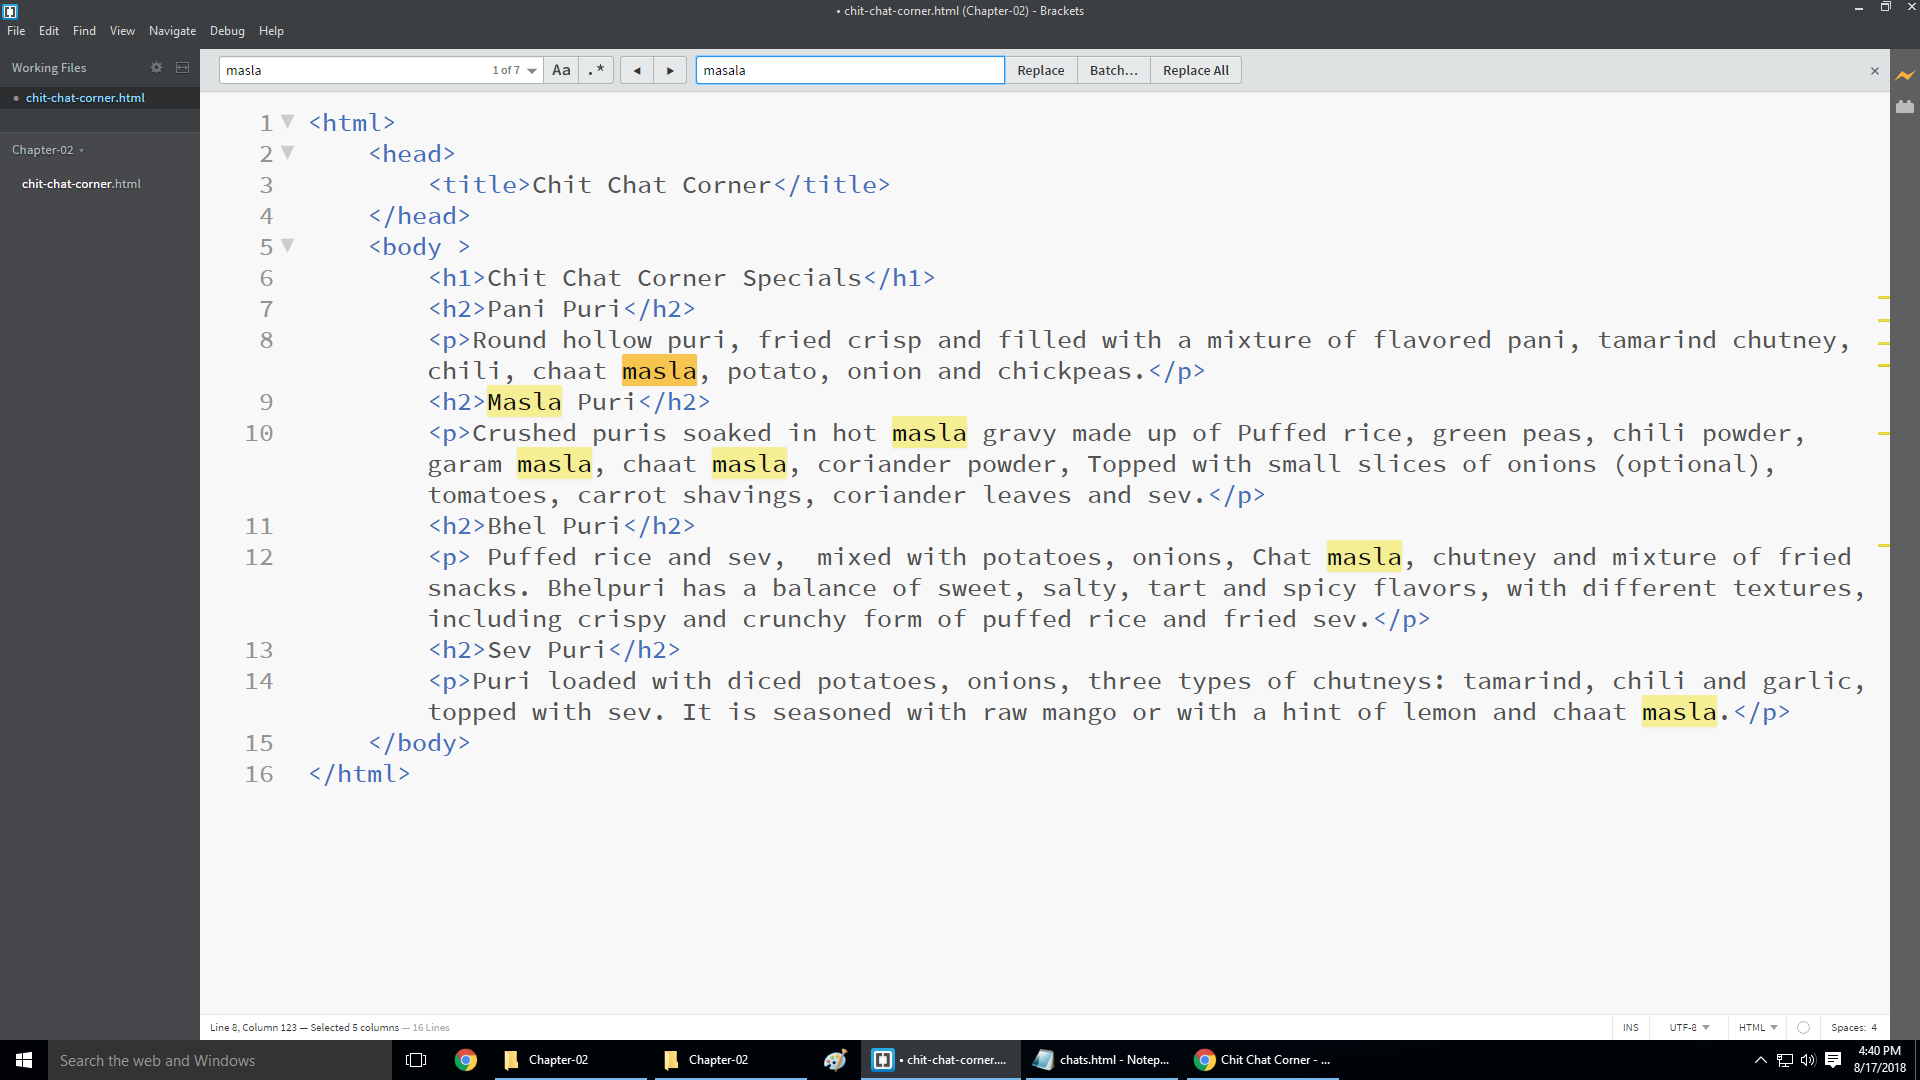 • chit-chat-corner.html (Chapter-02) - Brackets
File Edit Find View Navigate Debug Help
Working Files
• chit-chat-corner.html
Chapter-02
chit-chat-corner.html
masla 1 of 7 Aa .* masala Replace Batch... Replace All ×
1 <html>
2 <head>
3 <title>Chit Chat Corner</title>
4 </head>
5 <body >
6 <h1>Chit Chat Corner Specials</h1>
7 <h2>Pani Puri</h2>
8 <p>Round hollow puri, fried crisp and filled with a mixture of flavored pani, tamarind chutney,
chili, chaat masla, potato, onion and chickpeas.</p>
9 <h2>Masla Puri</h2>
10 <p>Crushed puris soaked in hot masla gravy made up of Puffed rice, green peas, chili powder,
garam masla, chaat masla, coriander powder, Topped with small slices of onions (optional),
tomatoes, carrot shavings, coriander leaves and sev.</p>
11 <h2>Bhel Puri</h2>
12 <p> Puffed rice and sev,  mixed with potatoes, onions, Chat masla, chutney and mixture of fried
snacks. Bhelpuri has a balance of sweet, salty, tart and spicy flavors, with different textures,
including crispy and crunchy form of puffed rice and fried sev.</p>
13 <h2>Sev Puri</h2>
14 <p>Puri loaded with diced potatoes, onions, three types of chutneys: tamarind, chili and garlic,
topped with sev. It is seasoned with raw mango or with a hint of lemon and chaat masla.</p>
15 </body>
16 </html>
Line 8, Column 123 — Selected 5 columns — 16 Lines INS UTF-8 HTML Spaces: 4
Search the web and Windows Chapter-02 Chapter-02 • chit-chat-corner.... chats.html - Notep... Chit Chat Corner - ... 4:40 PM
8/17/2018